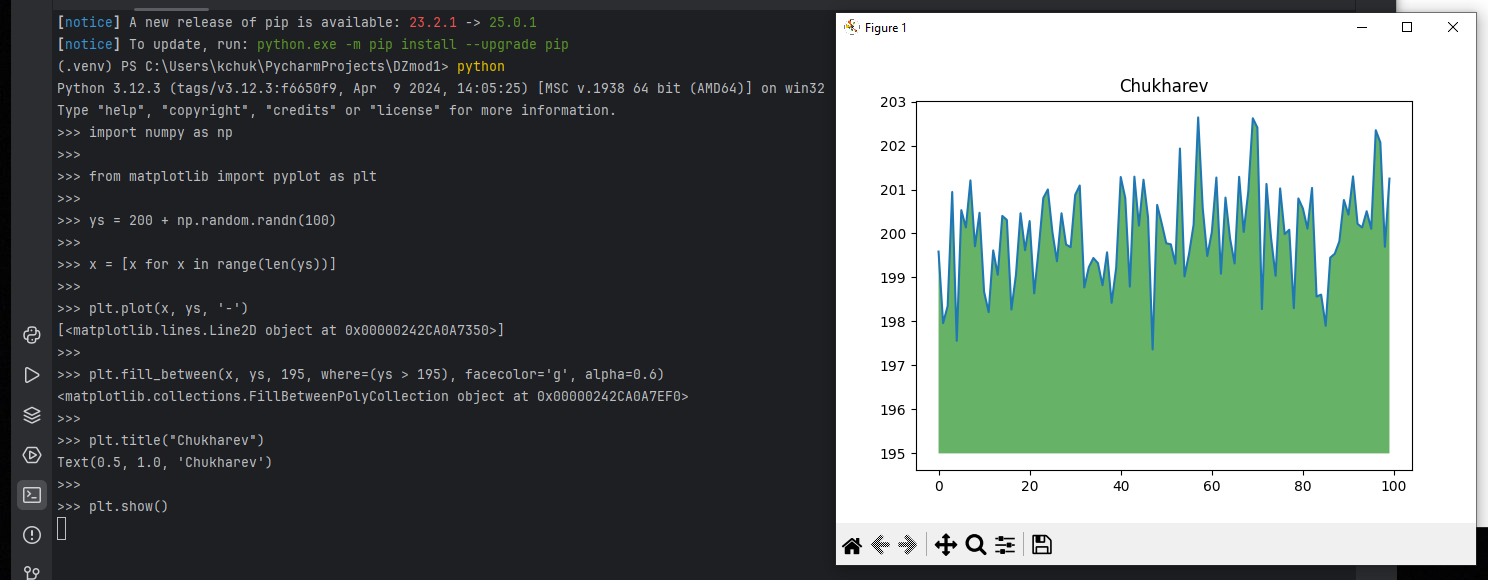 [notice] A new release of pip is available: 23.2.1 -> 25.0.1
[notice] To update, run: python.exe -m pip install --upgrade pip
(.venv) PS C:\Users\kchuk\PycharmProjects\DZmod1> python
Python 3.12.3 (tags/v3.12.3:f6650f9, Apr  9 2024, 14:05:25) [MSC v.1938 64 bit (AMD64)] on win32
Type "help", "copyright", "credits" or "license" for more information.
>>> import numpy as np
>>>
>>> from matplotlib import pyplot as plt
>>>
>>> ys = 200 + np.random.randn(100)
>>>
>>> x = [x for x in range(len(ys))]
>>>
>>> plt.plot(x, ys, '-')
[<matplotlib.lines.Line2D object at 0x00000242CA0A7350>]
>>>
>>> plt.fill_between(x, ys, 195, where=(ys > 195), facecolor='g', alpha=0.6)
<matplotlib.collections.FillBetweenPolyCollection object at 0x00000242CA0A7EF0>
>>>
>>> plt.title("Chukharev")
Text(0.5, 1.0, 'Chukharev')
>>>
>>> plt.show()
Figure 1
Chukharev
203
202
201
200
199
198
197
196
195
0 20 40 60 80 100